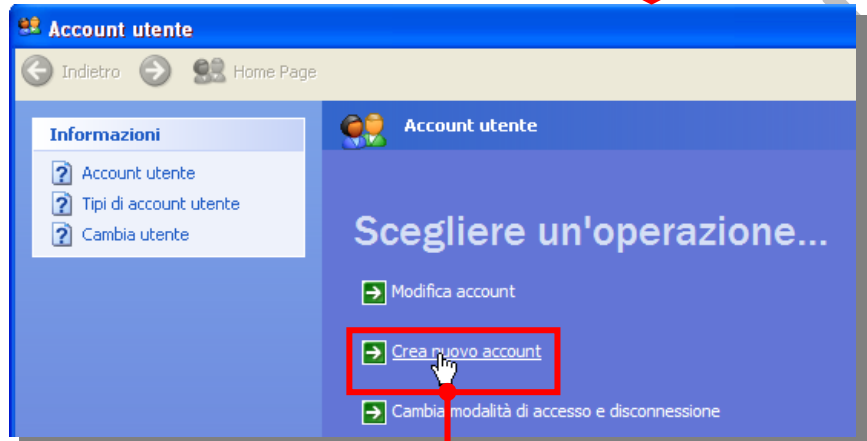 Account utente
Indietro Home Page
Informazioni
Account utente
Tipi di account utente
Cambia utente
Account utente
Scegliere un'operazione...
Modifica account
Crea nuovo account
Cambia modalità di accesso e disconnessione